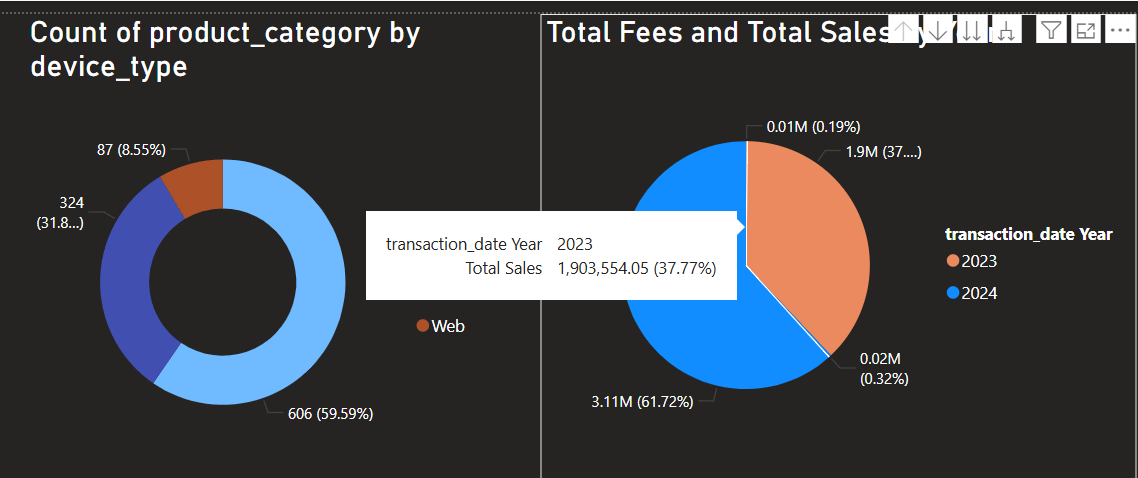 Count of product_category by
device_type
87 (8.55%)
324
(31.8...)
606 (59.59%)
Web
Total Fees and Total Sales
0.01M (0.19%)
1.9M (37....)
transaction_date Year 2023
Total Sales 1,903,554.05 (37.77%)
transaction_date Year
2023
2024
0.02M
(0.32%)
3.11M (61.72%)